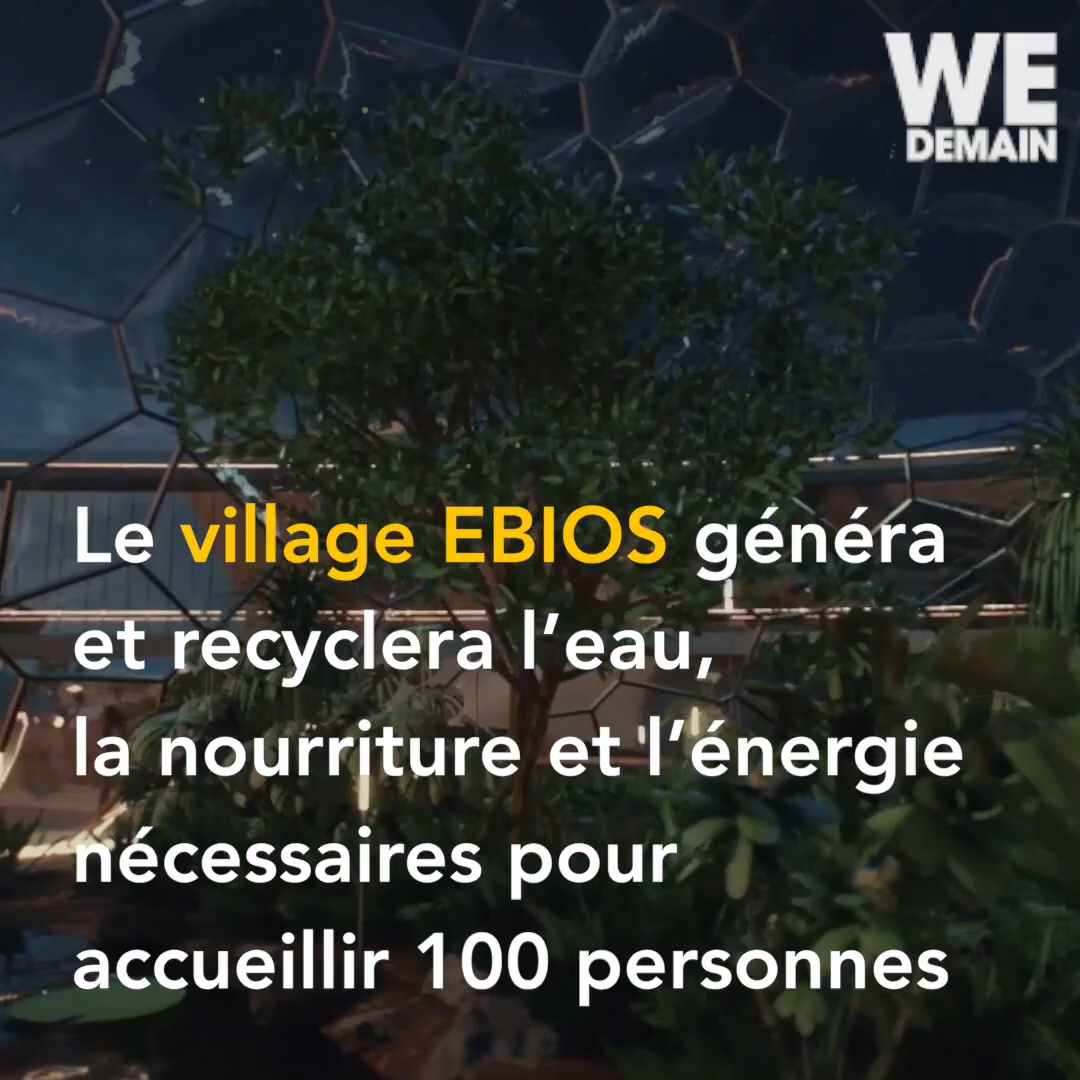 WE
DEMAIN
Le village EBIOS généra
et recyclera l’eau,
la nourriture et l’énergie
nécessaires pour
accueillir 100 personnes